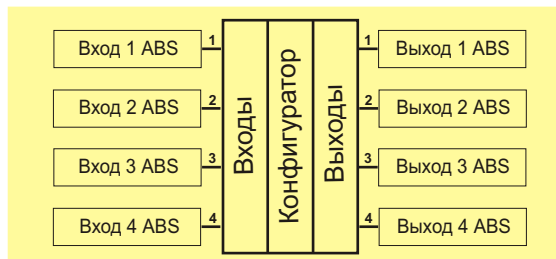 Вход 1 ABS
1
Вход 2 ABS
2
Вход 3 ABS
3
Вход 4 ABS
4
Входы
Конфигуратор
Выходы
1
Выход 1 ABS
2
Выход 2 ABS
3
Выход 3 ABS
4
Выход 4 ABS